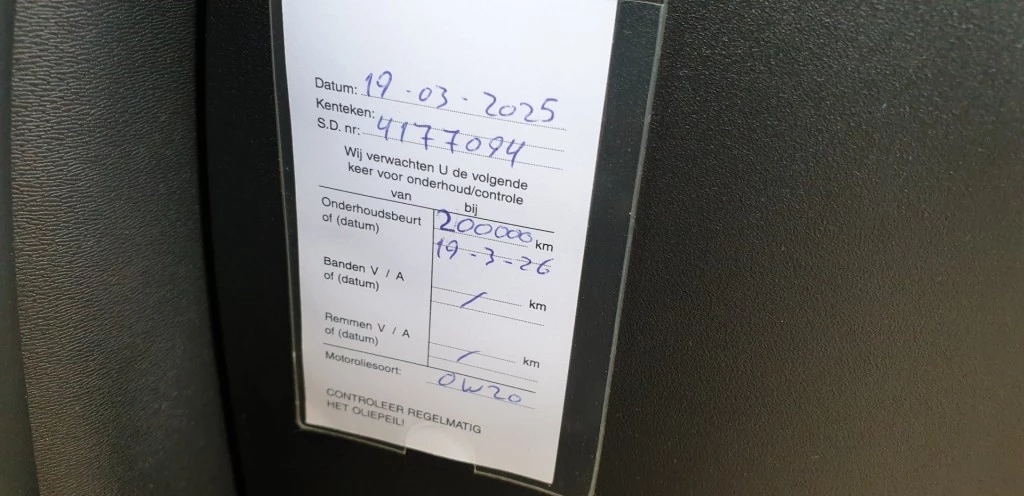 Datum: 19-03-2025
Kenteken:
S.D. nr: 4177094
Wij verwachten U de volgende
keer voor onderhoud/controle
van bij
Onderhoudsbeurt 200000 km
of (datum) 19-3-26
Banden V / A / km
of (datum)
Remmen V / A / km
of (datum)
Motoroliesoort: 0W20
CONTROLEER REGELMATIG
HET OLIEPEIL!